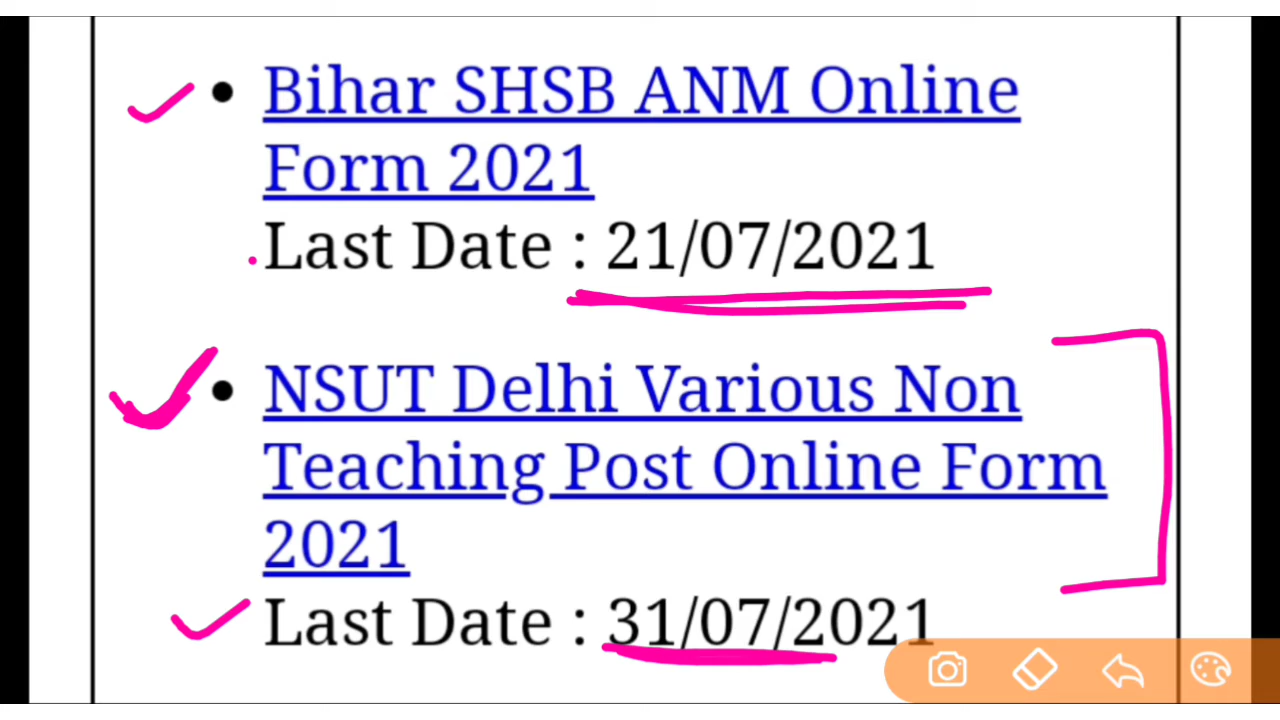 Bihar SHSB ANM Online
Form 2021
Last Date : 21/07/2021
NSUT Delhi Various Non
Teaching Post Online Form
2021
Last Date : 31/07/2021